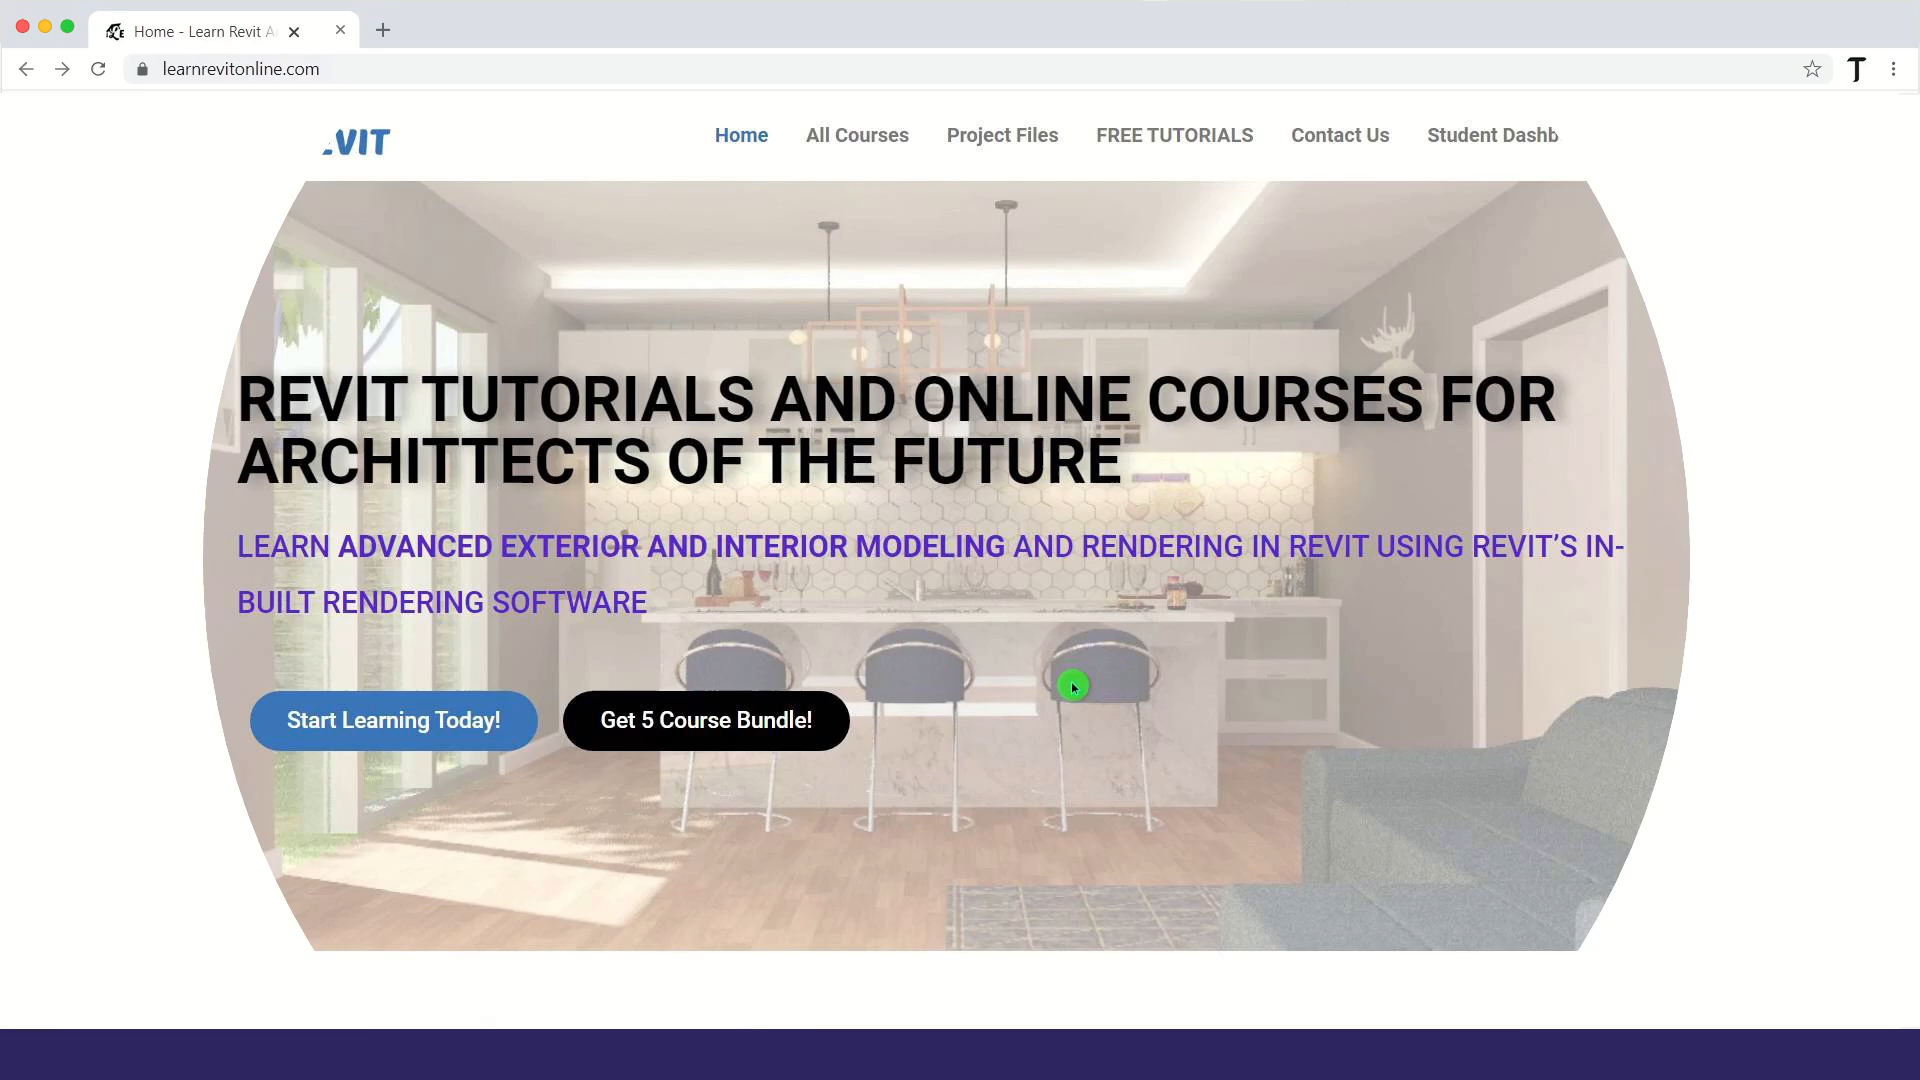 Home - Learn Revit A
learnrevitonline.com
VIT
Home All Courses Project Files FREE TUTORIALS Contact Us Student Dashb
REVIT TUTORIALS AND ONLINE COURSES FOR
ARCHITTECTS OF THE FUTURE
LEARN ADVANCED EXTERIOR AND INTERIOR MODELING AND RENDERING IN REVIT USING REVIT’S IN-
BUILT RENDERING SOFTWARE
Start Learning Today! Get 5 Course Bundle!